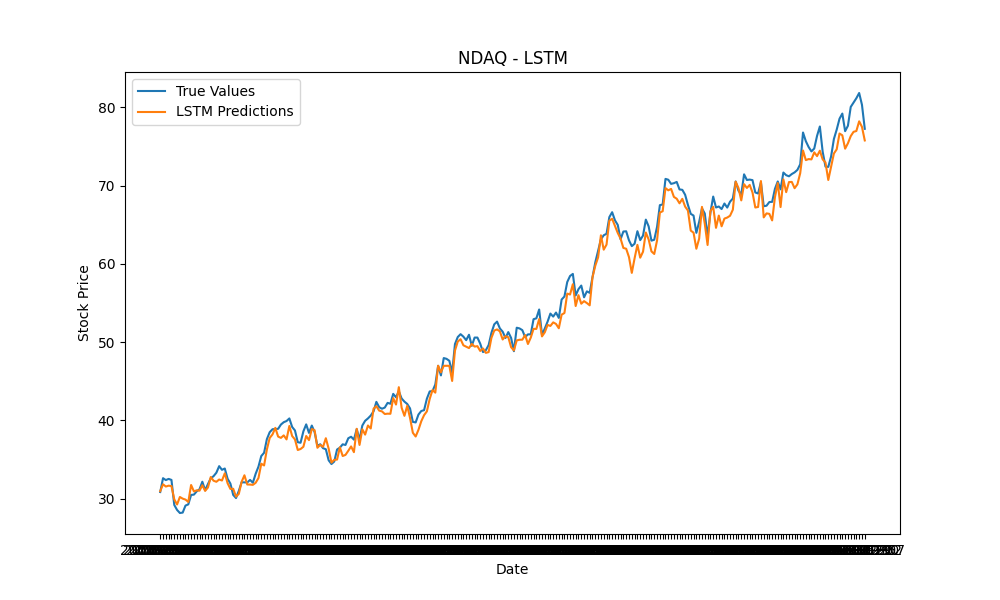 NDAQ - LSTM
True Values
LSTM Predictions
80
70
60
50
40
30
Stock Price
Date